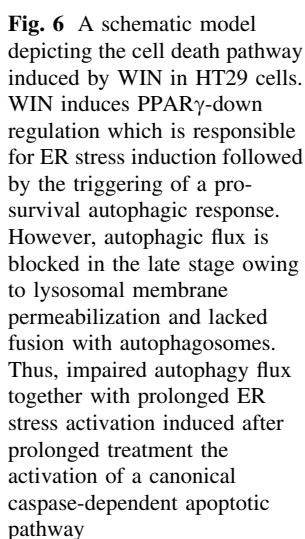 Fig. 6 A schematic model
depicting the cell death pathway
induced by WIN in HT29 cells.
WIN induces PPARγ-down
regulation which is responsible
for ER stress induction followed
by the triggering of a pro-
survival autophagic response.
However, autophagic flux is
blocked in the late stage owing
to lysosomal membrane
permeabilization and lacked
fusion with autophagosomes.
Thus, impaired autophagy flux
together with prolonged ER
stress activation induced after
prolonged treatment the
activation of a canonical
caspase-dependent apoptotic
pathway